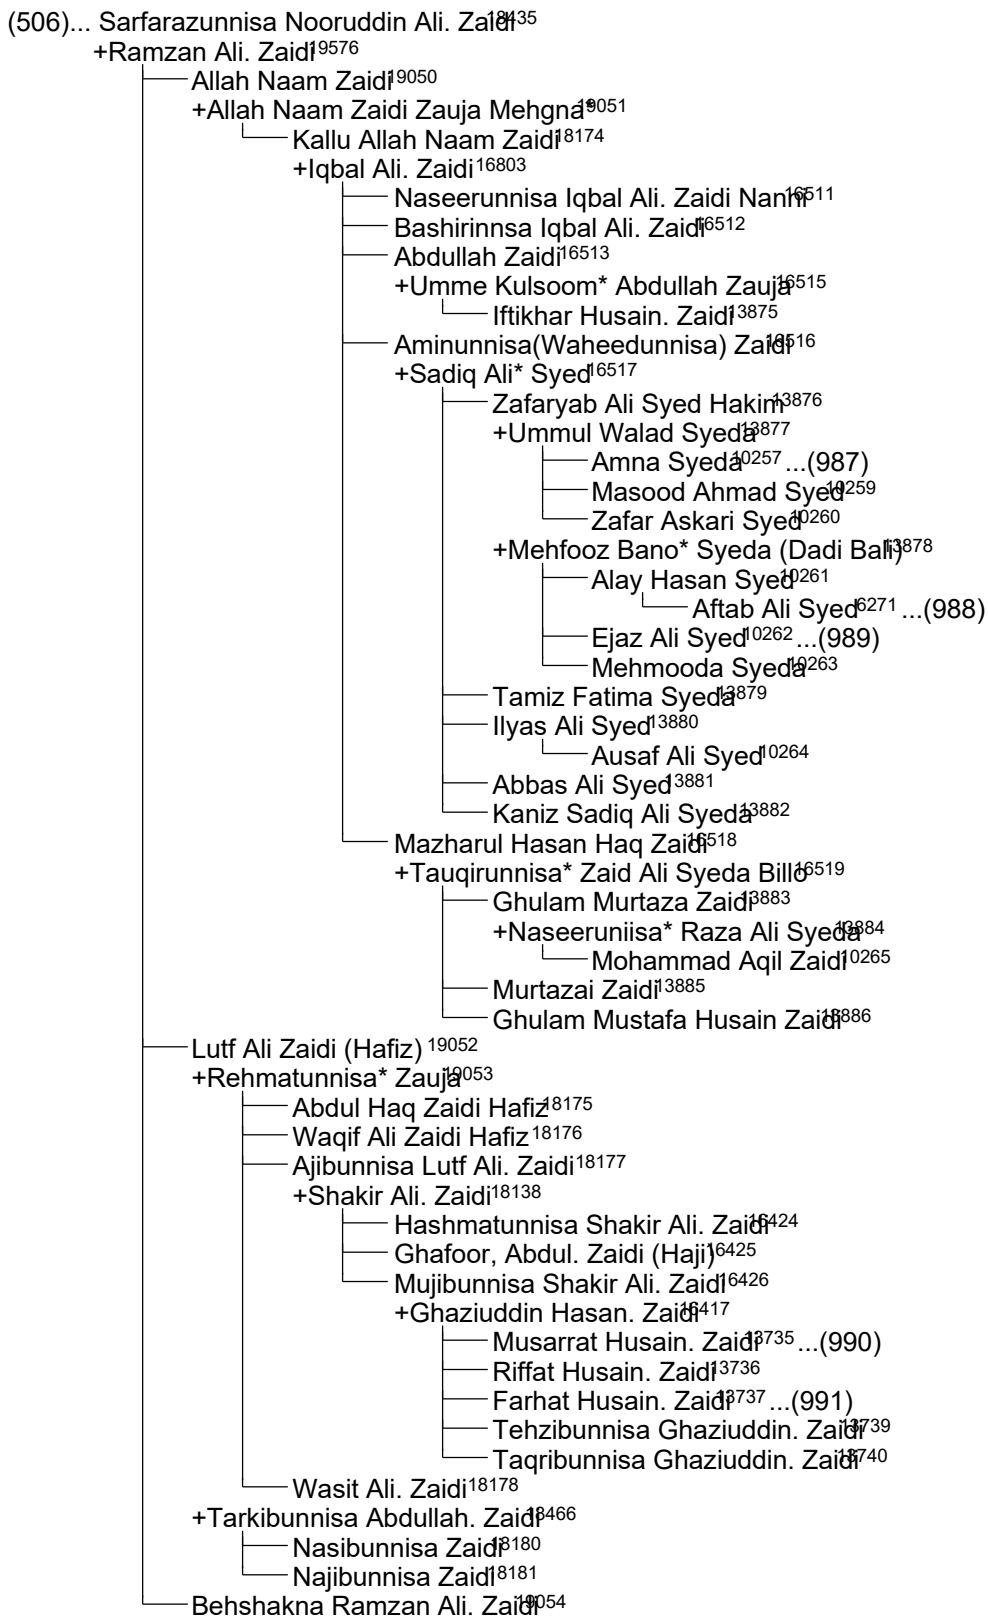 (506)... Sarfarazunnisa Nooruddin Ali. Zaidi18435
+Ramzan Ali. Zaidi19576
Allah Naam Zaidi19050
+Allah Naam Zaidi Zauja Mehgna*19051
Kallu Allah Naam Zaidi18174
+Iqbal Ali. Zaidi16803
Naseerunnisa Iqbal Ali. Zaidi Nanni16511
Bashirinnsa Iqbal Ali. Zaidi16512
Abdullah Zaidi16513
+Umme Kulsoom* Abdullah Zauja16515
Iftikhar Husain. Zaidi13875
Aminunnisa(Waheedunnisa) Zaidi16516
+Sadiq Ali* Syed16517
Zafaryab Ali Syed Hakim13876
+Ummul Walad Syeda13877
Amna Syeda10257 ...(987)
Masood Ahmad Syed10259
Zafar Askari Syed10260
+Mehfooz Bano* Syeda (Dadi Bali)13878
Alay Hasan Syed10261
Aftab Ali Syed6271 ...(988)
Ejaz Ali Syed10262 ...(989)
Mehmooda Syeda10263
Tamiz Fatima Syeda13879
Ilyas Ali Syed13880
Ausaf Ali Syed10264
Abbas Ali Syed13881
Kaniz Sadiq Ali Syeda13882
Mazharul Hasan Haq Zaidi16518
+Tauqirunnisa* Zaid Ali Syeda Billo16519
Ghulam Murtaza Zaidi13883
+Naseeruniisa* Raza Ali Syeda13884
Mohammad Aqil Zaidi10265
Murtazai Zaidi13885
Ghulam Mustafa Husain Zaidi13886
Lutf Ali Zaidi (Hafiz) 19052
+Rehmatunnisa* Zauja19053
Abdul Haq Zaidi Hafiz18175
Waqif Ali Zaidi Hafiz18176
Ajibunnisa Lutf Ali. Zaidi18177
+Shakir Ali. Zaidi18138
Hashmatunnisa Shakir Ali. Zaidi16424
Ghafoor, Abdul. Zaidi (Haji)16425
Mujibunnisa Shakir Ali. Zaidi16426
+Ghaziuddin Hasan. Zaidi16417
Musarrat Husain. Zaidi13735 ...(990)
Riffat Husain. Zaidi13736
Farhat Husain. Zaidi13737 ...(991)
Tehzibunnisa Ghaziuddin. Zaidi13739
Taqribunnisa Ghaziuddin. Zaidi13740
Wasit Ali. Zaidi18178
+Tarkibunnisa Abdullah. Zaidi18466
Nasibunnisa Zaidi18180
Najibunnisa Zaidi18181
Behshakna Ramzan Ali. Zaidi19054